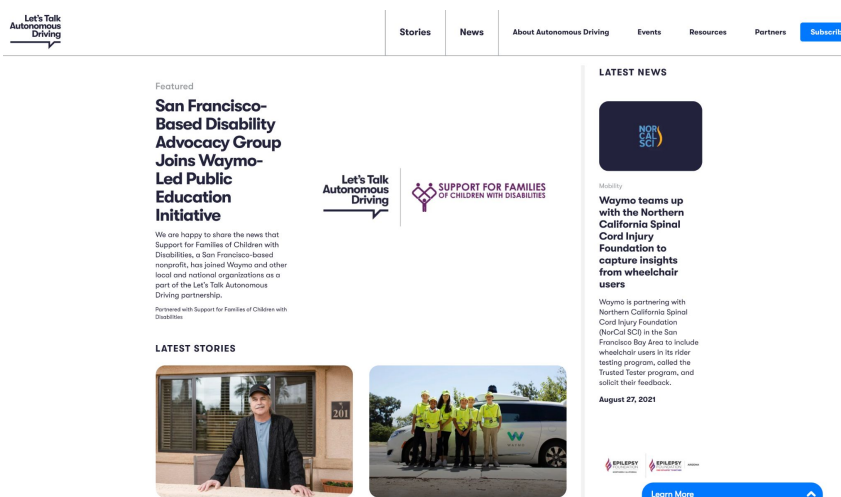 Let's Talk
Autonomous
Driving
Stories
News
About Autonomous Driving
Events
Resources
Partners
Subscrib
Featured
San Francisco-
Based Disability
Advocacy Group
Joins Waymo-
Led Public
Education
Initiative
We are happy to share the news that
Support for Families of Children with
Disabilities, a San Francisco-based
nonprofit, has joined Waymo and other
local and national organizations as a
part of the Let's Talk Autonomous
Driving partnership.
Partnered with Support for Families of Children with
Disabilities
Let's Talk
Autonomous
Driving
SUPPORT FOR FAMILIES
OF CHILDREN WITH DISABILITIES
LATEST STORIES
201
WAYMO
LATEST NEWS
NOR
CAL
SCI
Mobility
Waymo teams up
with the Northern
California Spinal
Cord Injury
Foundation to
capture insights
from wheelchair
users
Waymo is partnering with
Northern California Spinal
Cord Injury Foundation
(NorCal SCI) in the San
Francisco Bay Area to include
wheelchair users in its rider
testing program, called the
Trusted Tester program, and
solicit their feedback.
August 27, 2021
EPILEPSY
FOUNDATION
EPILEPSY
FOUNDATION
Learn More